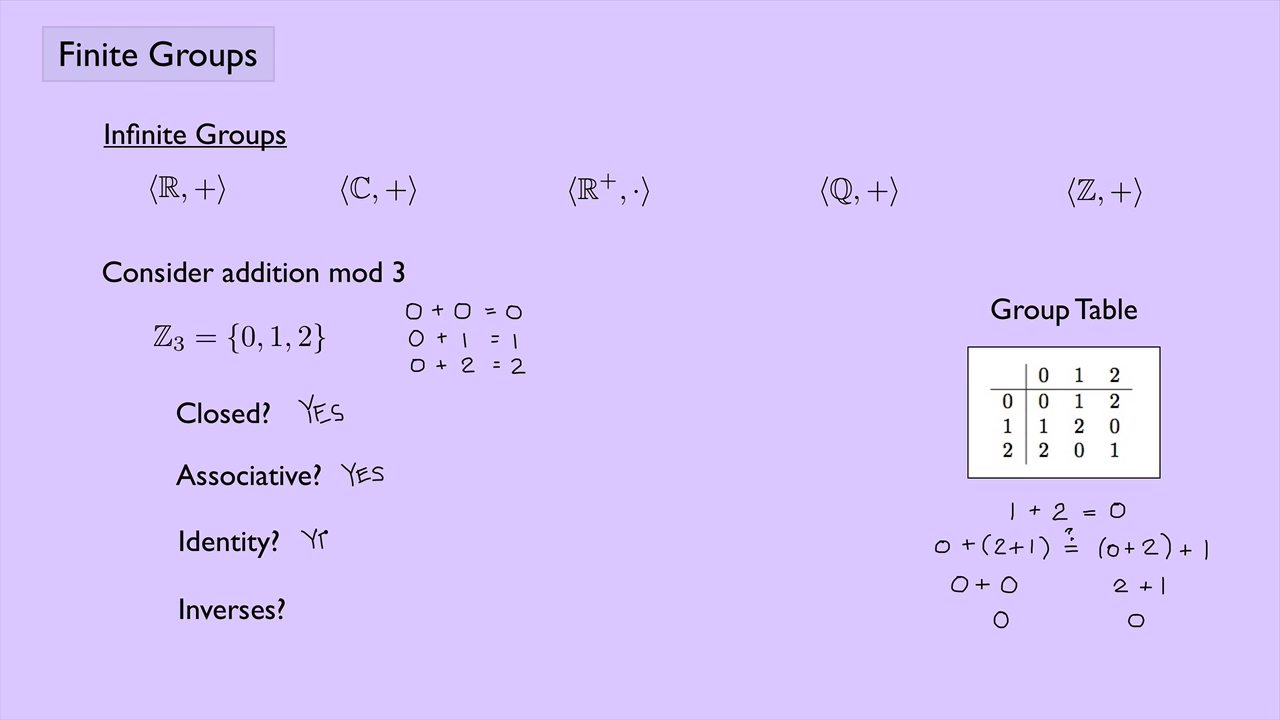 Finite Groups
Infinite Groups
⟨ℝ, +⟩ ⟨ℂ, +⟩ ⟨ℝ⁺, ·⟩ ⟨ℚ, +⟩ ⟨ℤ, +⟩
Consider addition mod 3
ℤ₃ = {0, 1, 2}
0 + 0 = 0
0 + 1 = 1
0 + 2 = 2
Closed? YES
Associative? YES
Identity? Yr
Inverses?
Group Table
0 1 2
0 0 1 2
1 1 2 0
2 2 0 1
1 + 2 = 0
0 + (2+1) ≟ (0+2) + 1
0 + 0 2 + 1
0 0